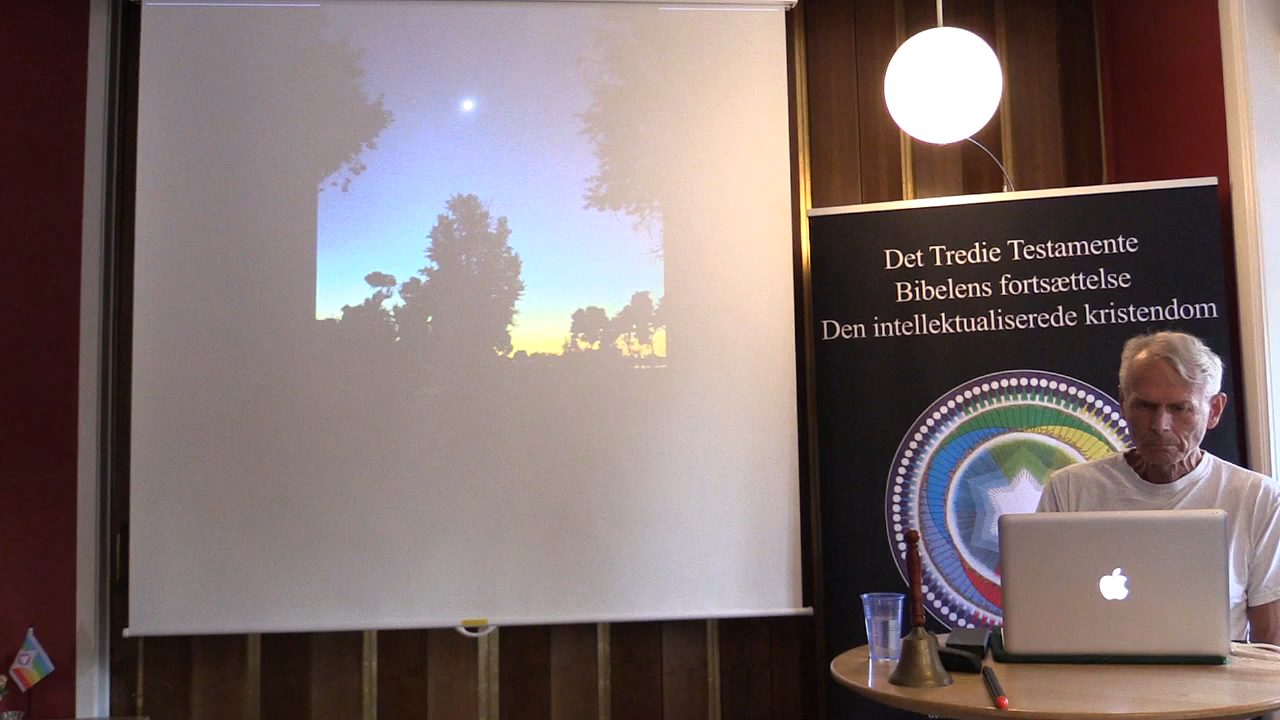 Det Tredie Testamente
Bibelens fortsættelse
Den intellektualiserede kristendom